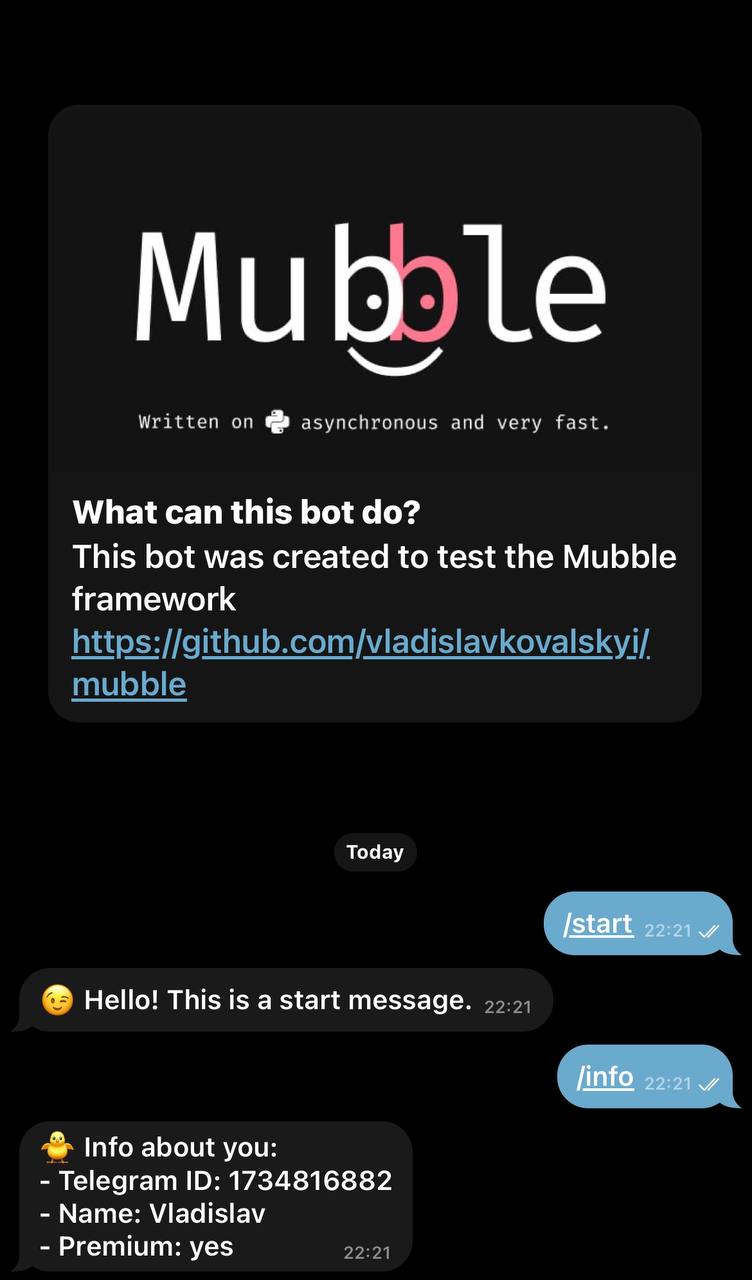 Mubble
Written on asynchronous and very fast.
What can this bot do?
This bot was created to test the Mubble
framework
https://github.com/vladislavkovalskyi/
mubble
Today
/start 22:21
😉 Hello! This is a start message. 22:21
/info 22:21
🐥 Info about you:
- Telegram ID: 1734816882
- Name: Vladislav
- Premium: yes 22:21